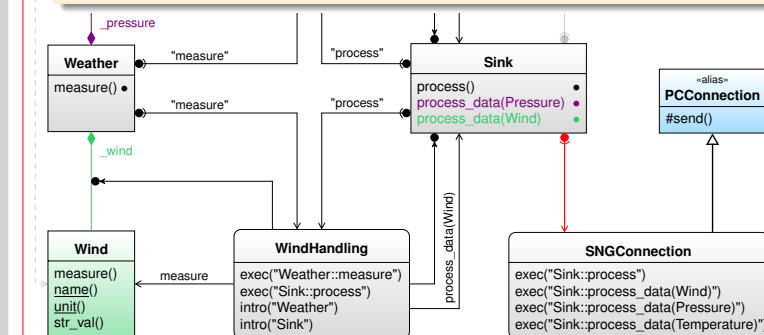 _pressure
"measure"
"process"
Weather
measure()
Sink
process()
process_data(Pressure)
process_data(Wind)
«alias»
PCConnection
#send()
"measure"
"process"
_wind
process_data(Wind)
Wind
measure()
name()
unit()
str_val()
measure
WindHandling
exec("Weather::measure")
exec("Sink::process")
intro("Weather")
intro("Sink")
SNGConnection
exec("Sink::process")
exec("Sink::process_data(Wind)")
exec("Sink::process_data(Pressure)")
exec("Sink::process_data(Temperature)")